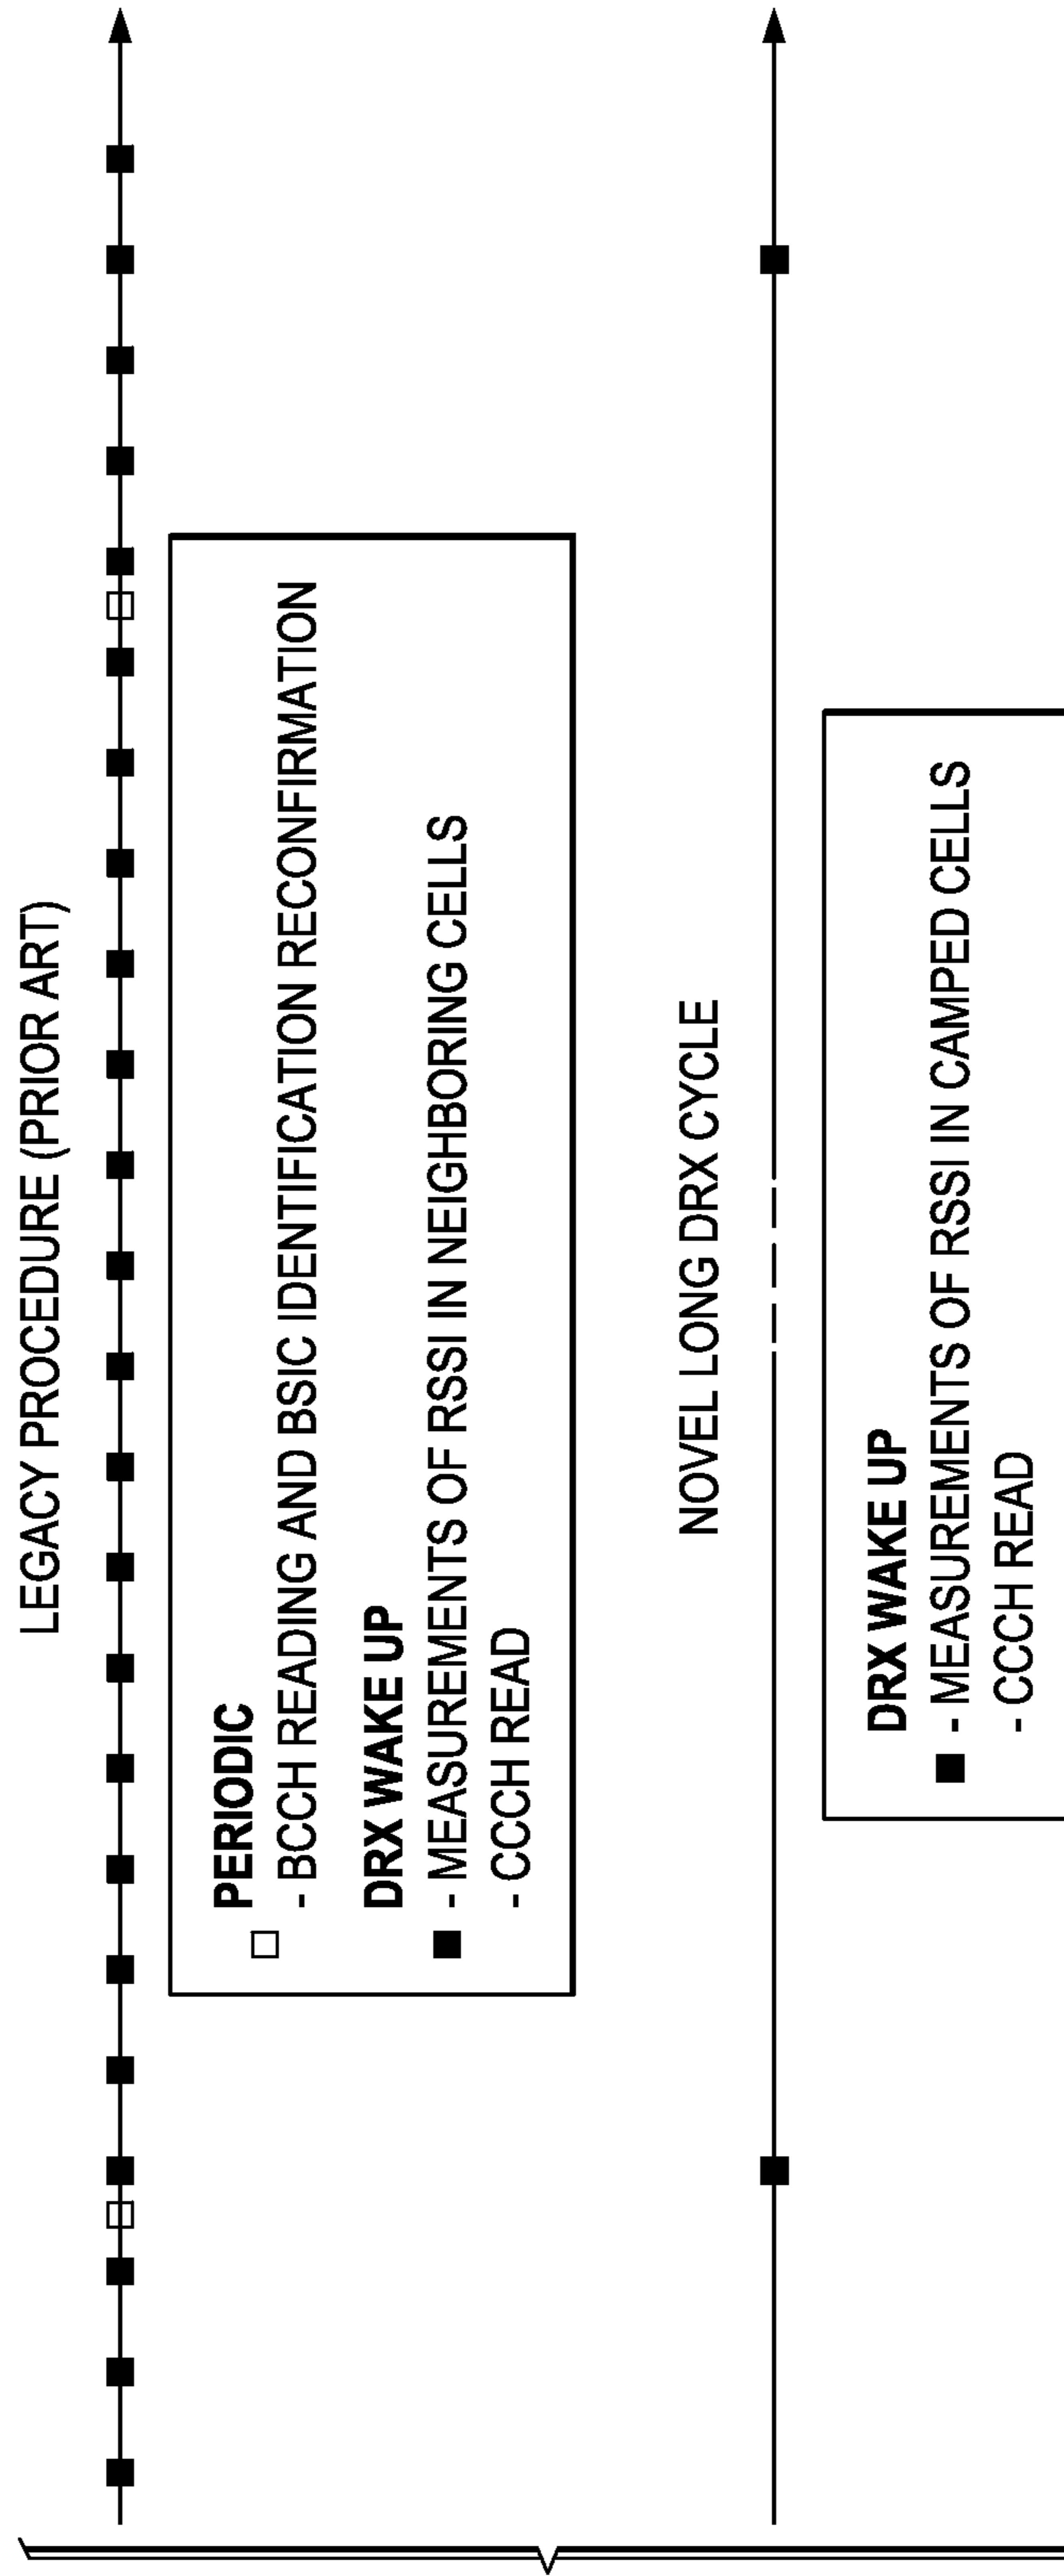 LEGACY PROCEDURE (PRIOR ART)
PERIODIC
- BCCH READING AND BSIC IDENTIFICATION RECONFIRMATION
DRX WAKE UP
- MEASUREMENTS OF RSSI IN NEIGHBORING CELLS
- CCCH READ
NOVEL LONG DRX CYCLE
DRX WAKE UP
- MEASUREMENTS OF RSSI IN CAMPED CELLS
- CCCH READ